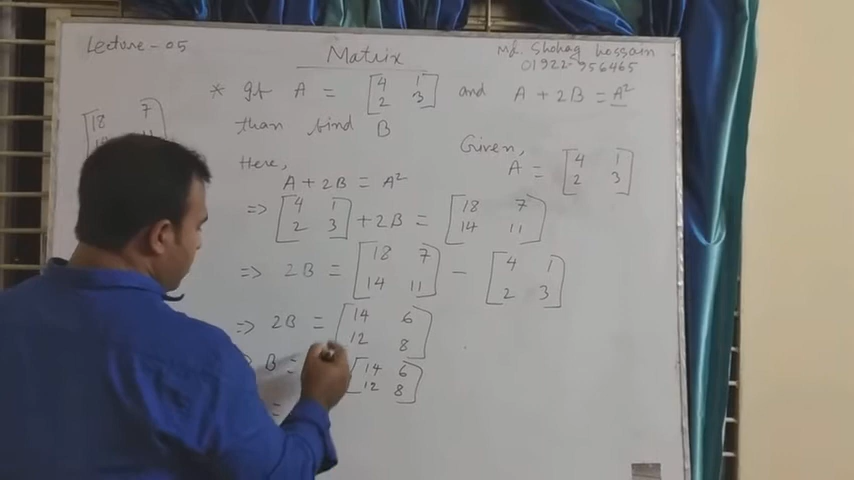 Lecture - 05
Matrix
Md. Shohag hossain
01922-956465
* If A = [4 1 and A + 2B = A²
2 3]
than bind B
[18 7
Here,
Given,
A = [4 1
2 3]
A + 2B = A²
=> [4 1 + 2B = [18 7
2 3] 14 11]
=> 2B = [18 7 - [4 1
14 11] 2 3]
=> 2B = [14 6
12 8]
B = [14 6
12 8]
=